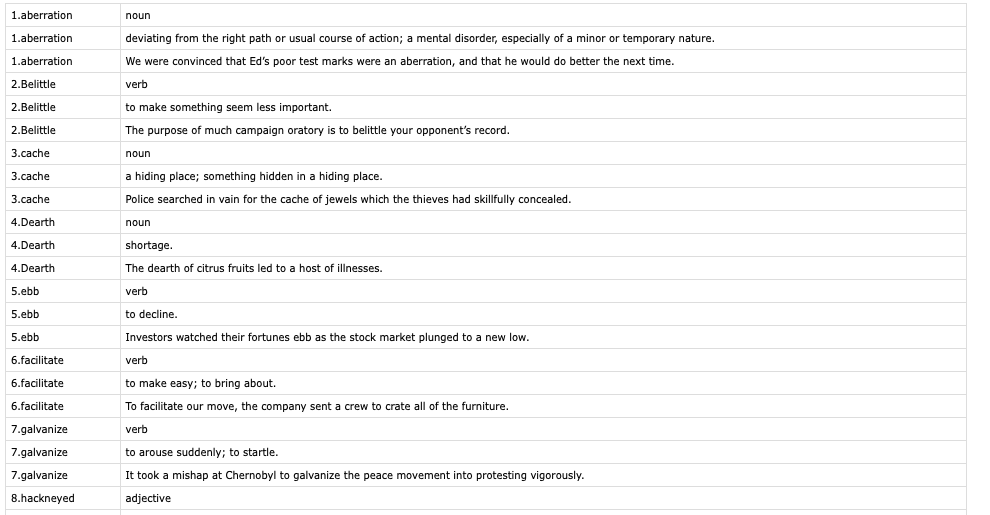 1.aberration noun
1.aberration deviating from the right path or usual course of action; a mental disorder, especially of a minor or temporary nature.
1.aberration We were convinced that Ed’s poor test marks were an aberration, and that he would do better the next time.
2.Belittle verb
2.Belittle to make something seem less important.
2.Belittle The purpose of much campaign oratory is to belittle your opponent’s record.
3.cache noun
3.cache a hiding place; something hidden in a hiding place.
3.cache Police searched in vain for the cache of jewels which the thieves had skillfully concealed.
4.Dearth noun
4.Dearth shortage.
4.Dearth The dearth of citrus fruits led to a host of illnesses.
5.ebb verb
5.ebb to decline.
5.ebb Investors watched their fortunes ebb as the stock market plunged to a new low.
6.facilitate verb
6.facilitate to make easy; to bring about.
6.facilitate To facilitate our move, the company sent a crew to crate all of the furniture.
7.galvanize verb
7.galvanize to arouse suddenly; to startle.
7.galvanize It took a mishap at Chernobyl to galvanize the peace movement into protesting vigorously.
8.hackneyed adjective